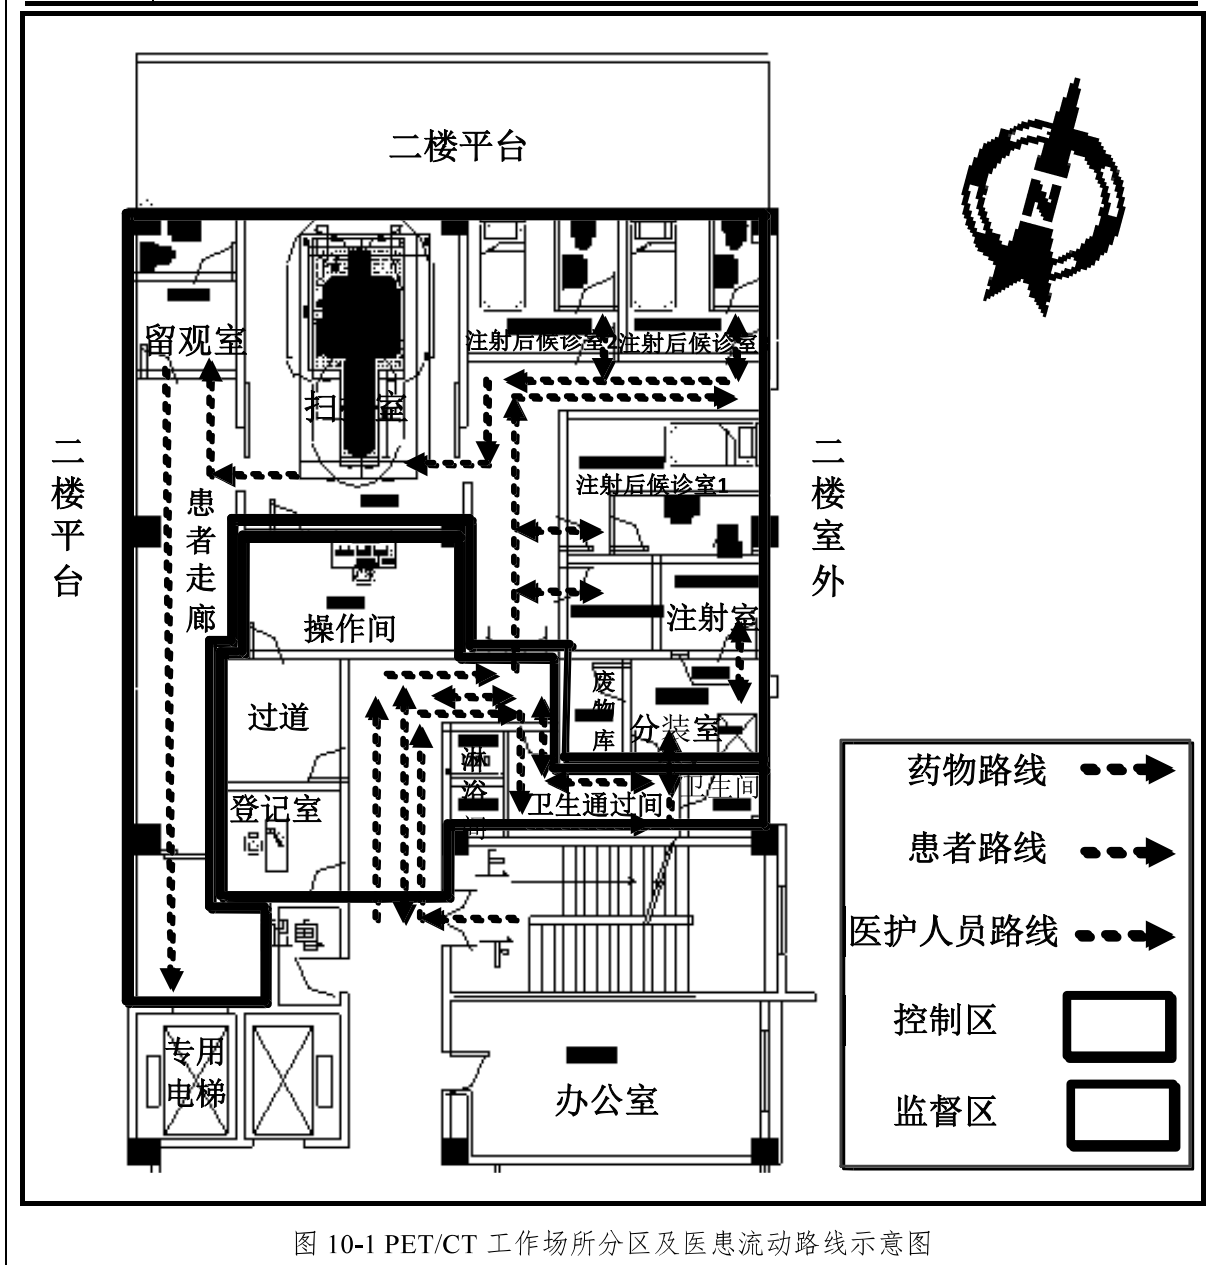 二楼平台
N
留观室
注射后候诊室2
注射后候诊室
扫描室
二楼平台
患者走廊
注射后候诊室1
二楼室外
操作间
注射室
过道
废物库
分装室
淋浴间
卫生间
登记室
卫生通过间
上
下
配电
专用
电梯
办公室
药物路线
患者路线
医护人员路线
控制区
监督区
图 10-1 PET/CT 工作场所分区及医患流动路线示意图